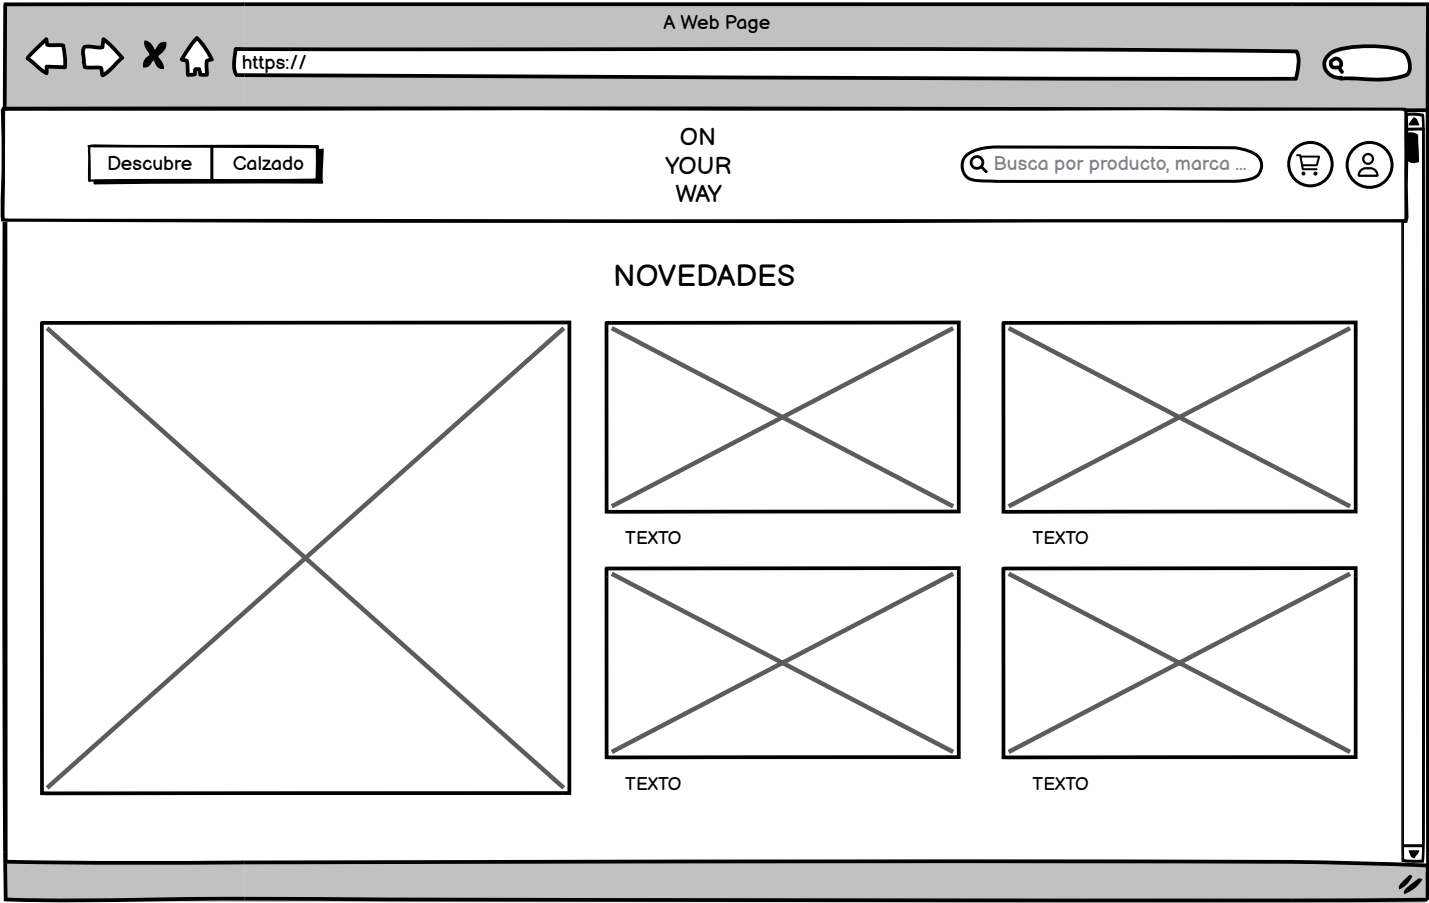 A Web Page
https://
Descubre
Calzado
ON
YOUR
WAY
Busca por producto, marca ...
NOVEDADES
TEXTO
TEXTO
TEXTO
TEXTO